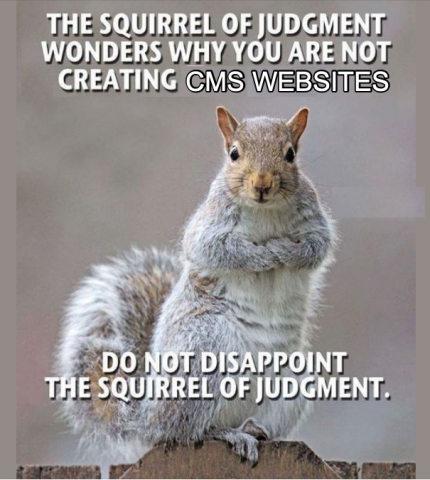 THE SQUIRREL OF JUDGMENT
WONDERS WHY YOU ARE NOT
CREATING CMS WEBSITES
DO NOT DISAPPOINT
THE SQUIRREL OF JUDGMENT.